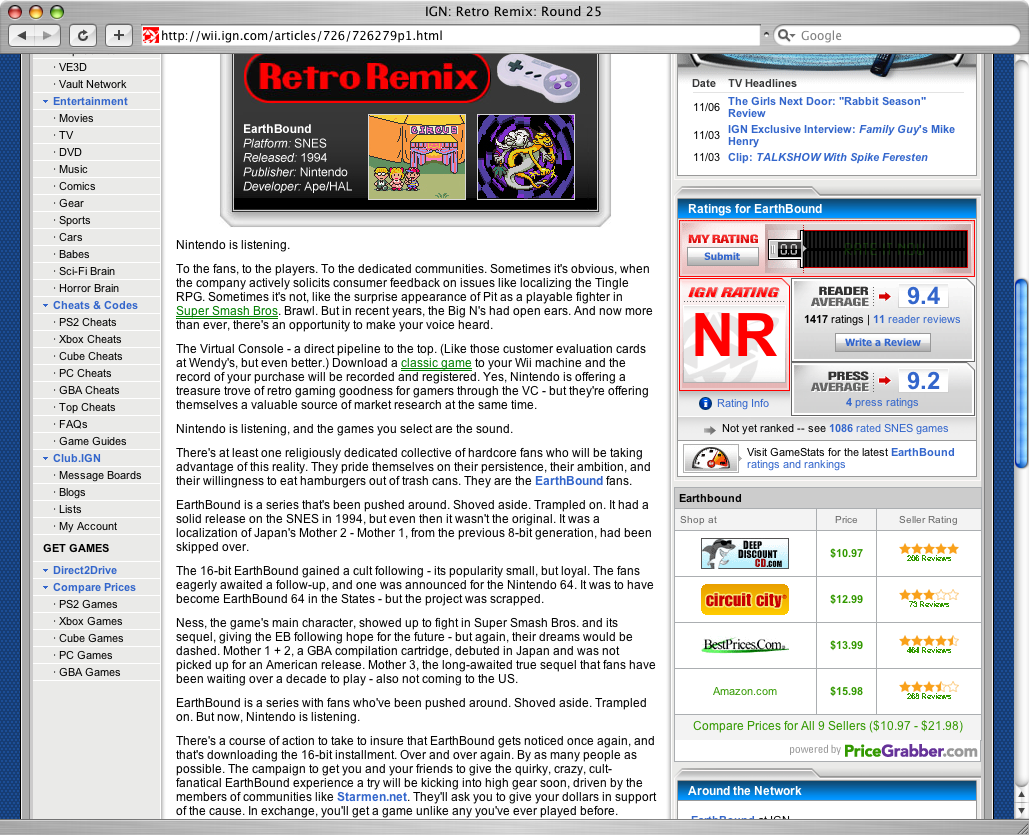 IGN: Retro Remix: Round 25
http://wii.ign.com/articles/726/726279p1.html
Google
· VE3D
· Vault Network
Entertainment
· Movies
· TV
· DVD
· Music
· Comics
· Gear
· Sports
· Cars
· Babes
· Sci-Fi Brain
· Horror Brain
Cheats & Codes
· PS2 Cheats
· Xbox Cheats
· Cube Cheats
· PC Cheats
· GBA Cheats
· Top Cheats
· FAQs
· Game Guides
Club.IGN
· Message Boards
· Blogs
· Lists
· My Account
GET GAMES
Direct2Drive
Compare Prices
· PS2 Games
· Xbox Games
· Cube Games
· PC Games
· GBA Games
Retro Remix
EarthBound
Platform: SNES
Released: 1994
Publisher: Nintendo
Developer: Ape/HAL
CIRCUS
Nintendo is listening.
To the fans, to the players. To the dedicated communities. Sometimes it's obvious, when
the company actively solicits consumer feedback on issues like localizing the Tingle
RPG. Sometimes it's not, like the surprise appearance of Pit as a playable fighter in
Super Smash Bros. Brawl. But in recent years, the Big N's had open ears. And now more
than ever, there's an opportunity to make your voice heard.
The Virtual Console - a direct pipeline to the top. (Like those customer evaluation cards
at Wendy's, but even better.) Download a classic game to your Wii machine and the
record of your purchase will be recorded and registered. Yes, Nintendo is offering a
treasure trove of retro gaming goodness for gamers through the VC - but they're offering
themselves a valuable source of market research at the same time.
Nintendo is listening, and the games you select are the sound.
There's at least one religiously dedicated collective of hardcore fans who will be taking
advantage of this reality. They pride themselves on their persistence, their ambition, and
their willingness to eat hamburgers out of trash cans. They are the EarthBound fans.
EarthBound is a series that's been pushed around. Shoved aside. Trampled on. It had a
solid release on the SNES in 1994, but even then it wasn't the original. It was a
localization of Japan's Mother 2 - Mother 1, from the previous 8-bit generation, had been
skipped over.
The 16-bit EarthBound gained a cult following - its popularity small, but loyal. The fans
eagerly awaited a follow-up, and one was announced for the Nintendo 64. It was to have
become EarthBound 64 in the States - but the project was scrapped.
Ness, the game's main character, showed up to fight in Super Smash Bros. and its
sequel, giving the EB following hope for the future - but again, their dreams would be
dashed. Mother 1 + 2, a GBA compilation cartridge, debuted in Japan and was not
picked up for an American release. Mother 3, the long-awaited true sequel that fans have
been waiting over a decade to play - also not coming to the US.
EarthBound is a series with fans who've been pushed around. Shoved aside. Trampled
on. But now, Nintendo is listening.
There's a course of action to take to insure that EarthBound gets noticed once again, and
that's downloading the 16-bit installment. Over and over again. By as many people as
possible. The campaign to get you and your friends to give the quirky, crazy, cult-
fanatical EarthBound experience a try will be kicking into high gear soon, driven by the
members of communities like Starmen.net. They'll ask you to give your dollars in support
of the cause. In exchange, you'll get a game unlike any you've ever played before.
Date TV Headlines
11/06 The Girls Next Door: "Rabbit Season"
Review
11/03 IGN Exclusive Interview: Family Guy's Mike
Henry
11/03 Clip: TALKSHOW With Spike Feresten
Ratings for EarthBound
MY RATING
Submit
0.0
RATE IT NOW
IGN RATING
NR
Rating Info
READER
AVERAGE
9.4
1417 ratings | 11 reader reviews
Write a Review
PRESS
AVERAGE
9.2
4 press ratings
Not yet ranked -- see 1086 rated SNES games
Visit GameStats for the latest EarthBound
ratings and rankings
Earthbound
Shop at Price Seller Rating
DEEP
DISCOUNT
CD.COM
$10.97
206 Reviews
circuit city
$12.99
73 Reviews
BestPrices.Com
$13.99
464 Reviews
Amazon.com
$15.98
268 Reviews
Compare Prices for All 9 Sellers ($10.97 - $21.98)
powered by PriceGrabber.com
Around the Network